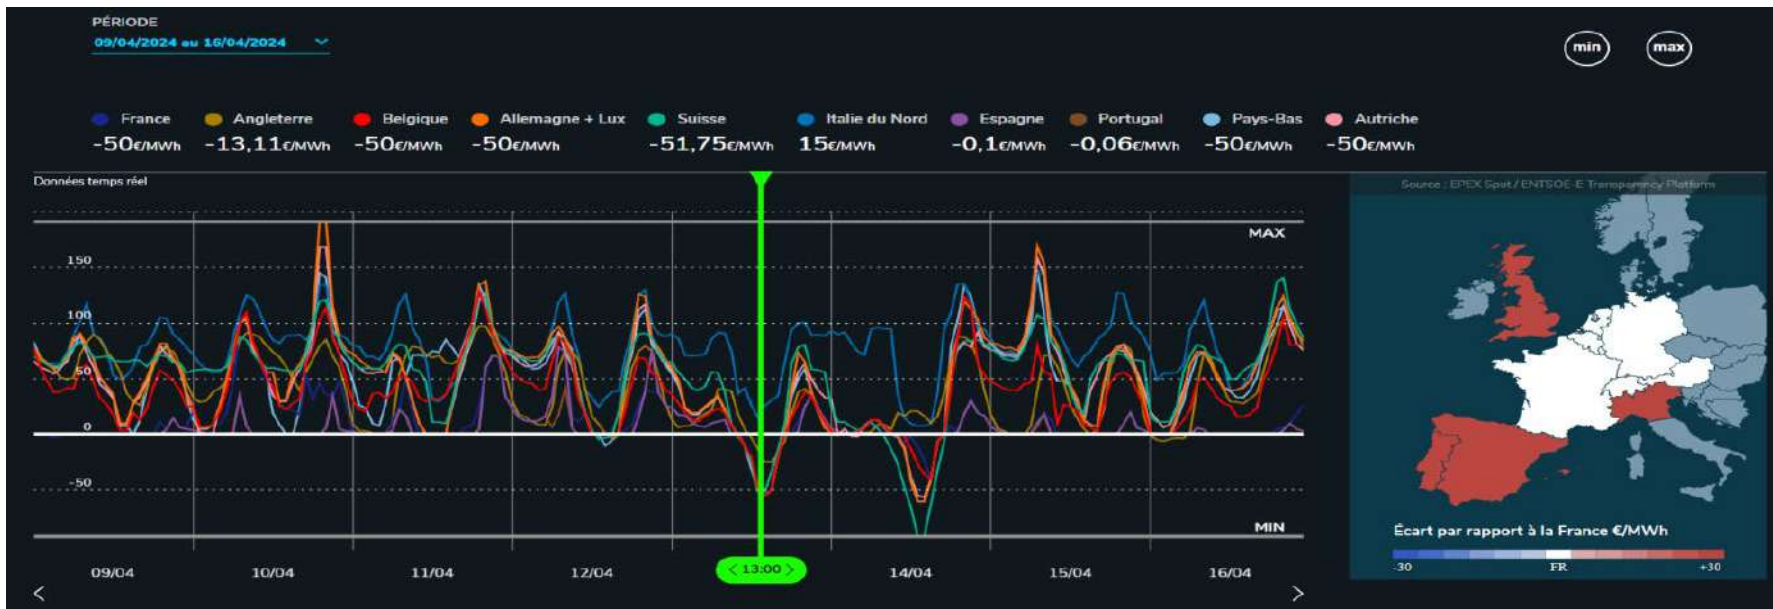 PÉRIODE
09/04/2024 au 16/04/2024
min max
France Angleterre Belgique Allemagne + Lux Suisse Italie du Nord Espagne Portugal Pays-Bas Autriche
-50€/MWh -13,11€/MWh -50€/MWh -50€/MWh -51,75€/MWh 15€/MWh -0,1€/MWh -0,06€/MWh -50€/MWh -50€/MWh
Données temps réel
Source : EPEX Spot / ENTSOE-E Transparency Platform
MAX
150
100
50
0
-50
MIN
Écart par rapport à la France €/MWh
-30 FR +30
09/04 10/04 11/04 12/04 < 13:00 > 14/04 15/04 16/04
< >